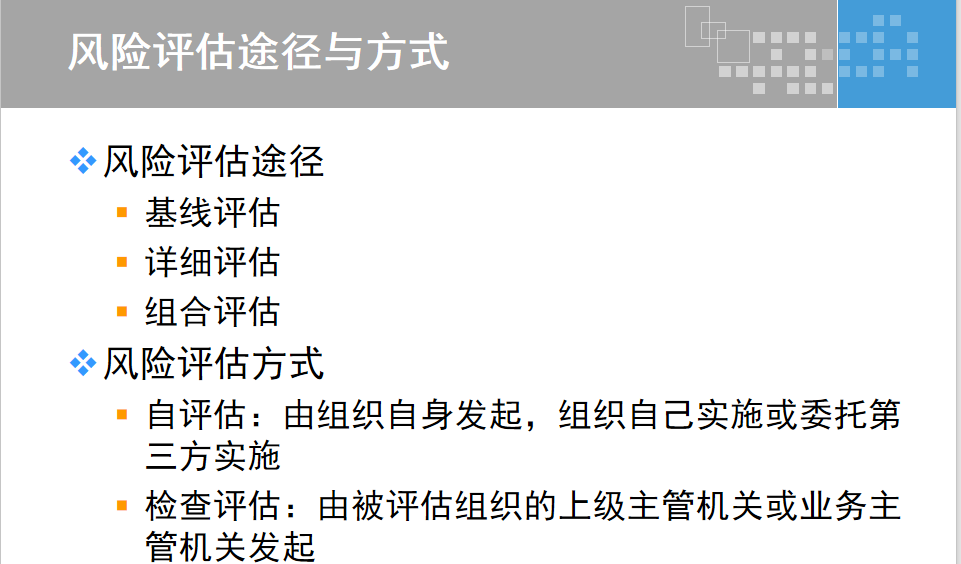 风险评估途径与方式
风险评估途径
基线评估
详细评估
组合评估
风险评估方式
自评估：由组织自身发起，组织自己实施或委托第
三方实施
检查评估：由被评估组织的上级主管机关或业务主
管机关发起